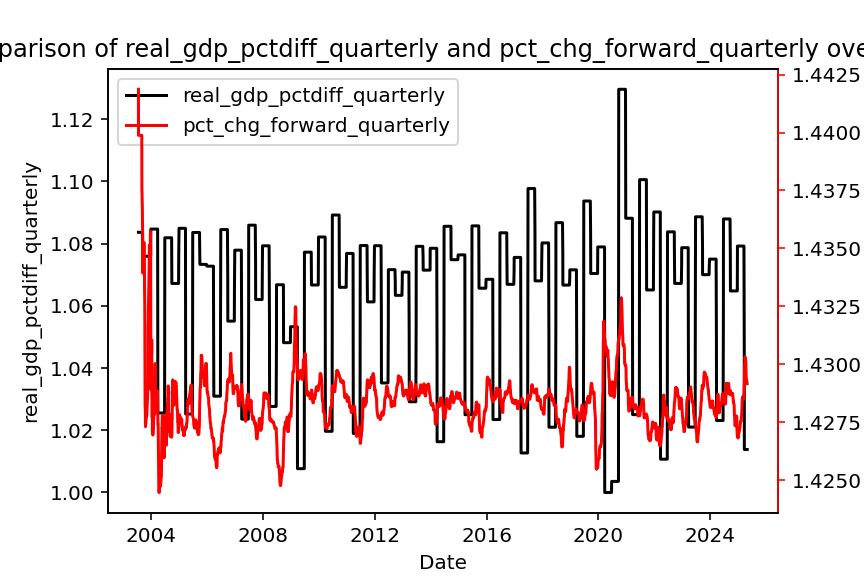 parison of real_gdp_pctdiff_quarterly and pct_chg_forward_quarterly ove
real_gdp_pctdiff_quarterly
pct_chg_forward_quarterly
real_gdp_pctdiff_quarterly
1.12
1.10
1.08
1.06
1.04
1.02
1.00
1.4425
1.4400
1.4375
1.4350
1.4325
1.4300
1.4275
1.4250
2004 2008 2012 2016 2020 2024
Date